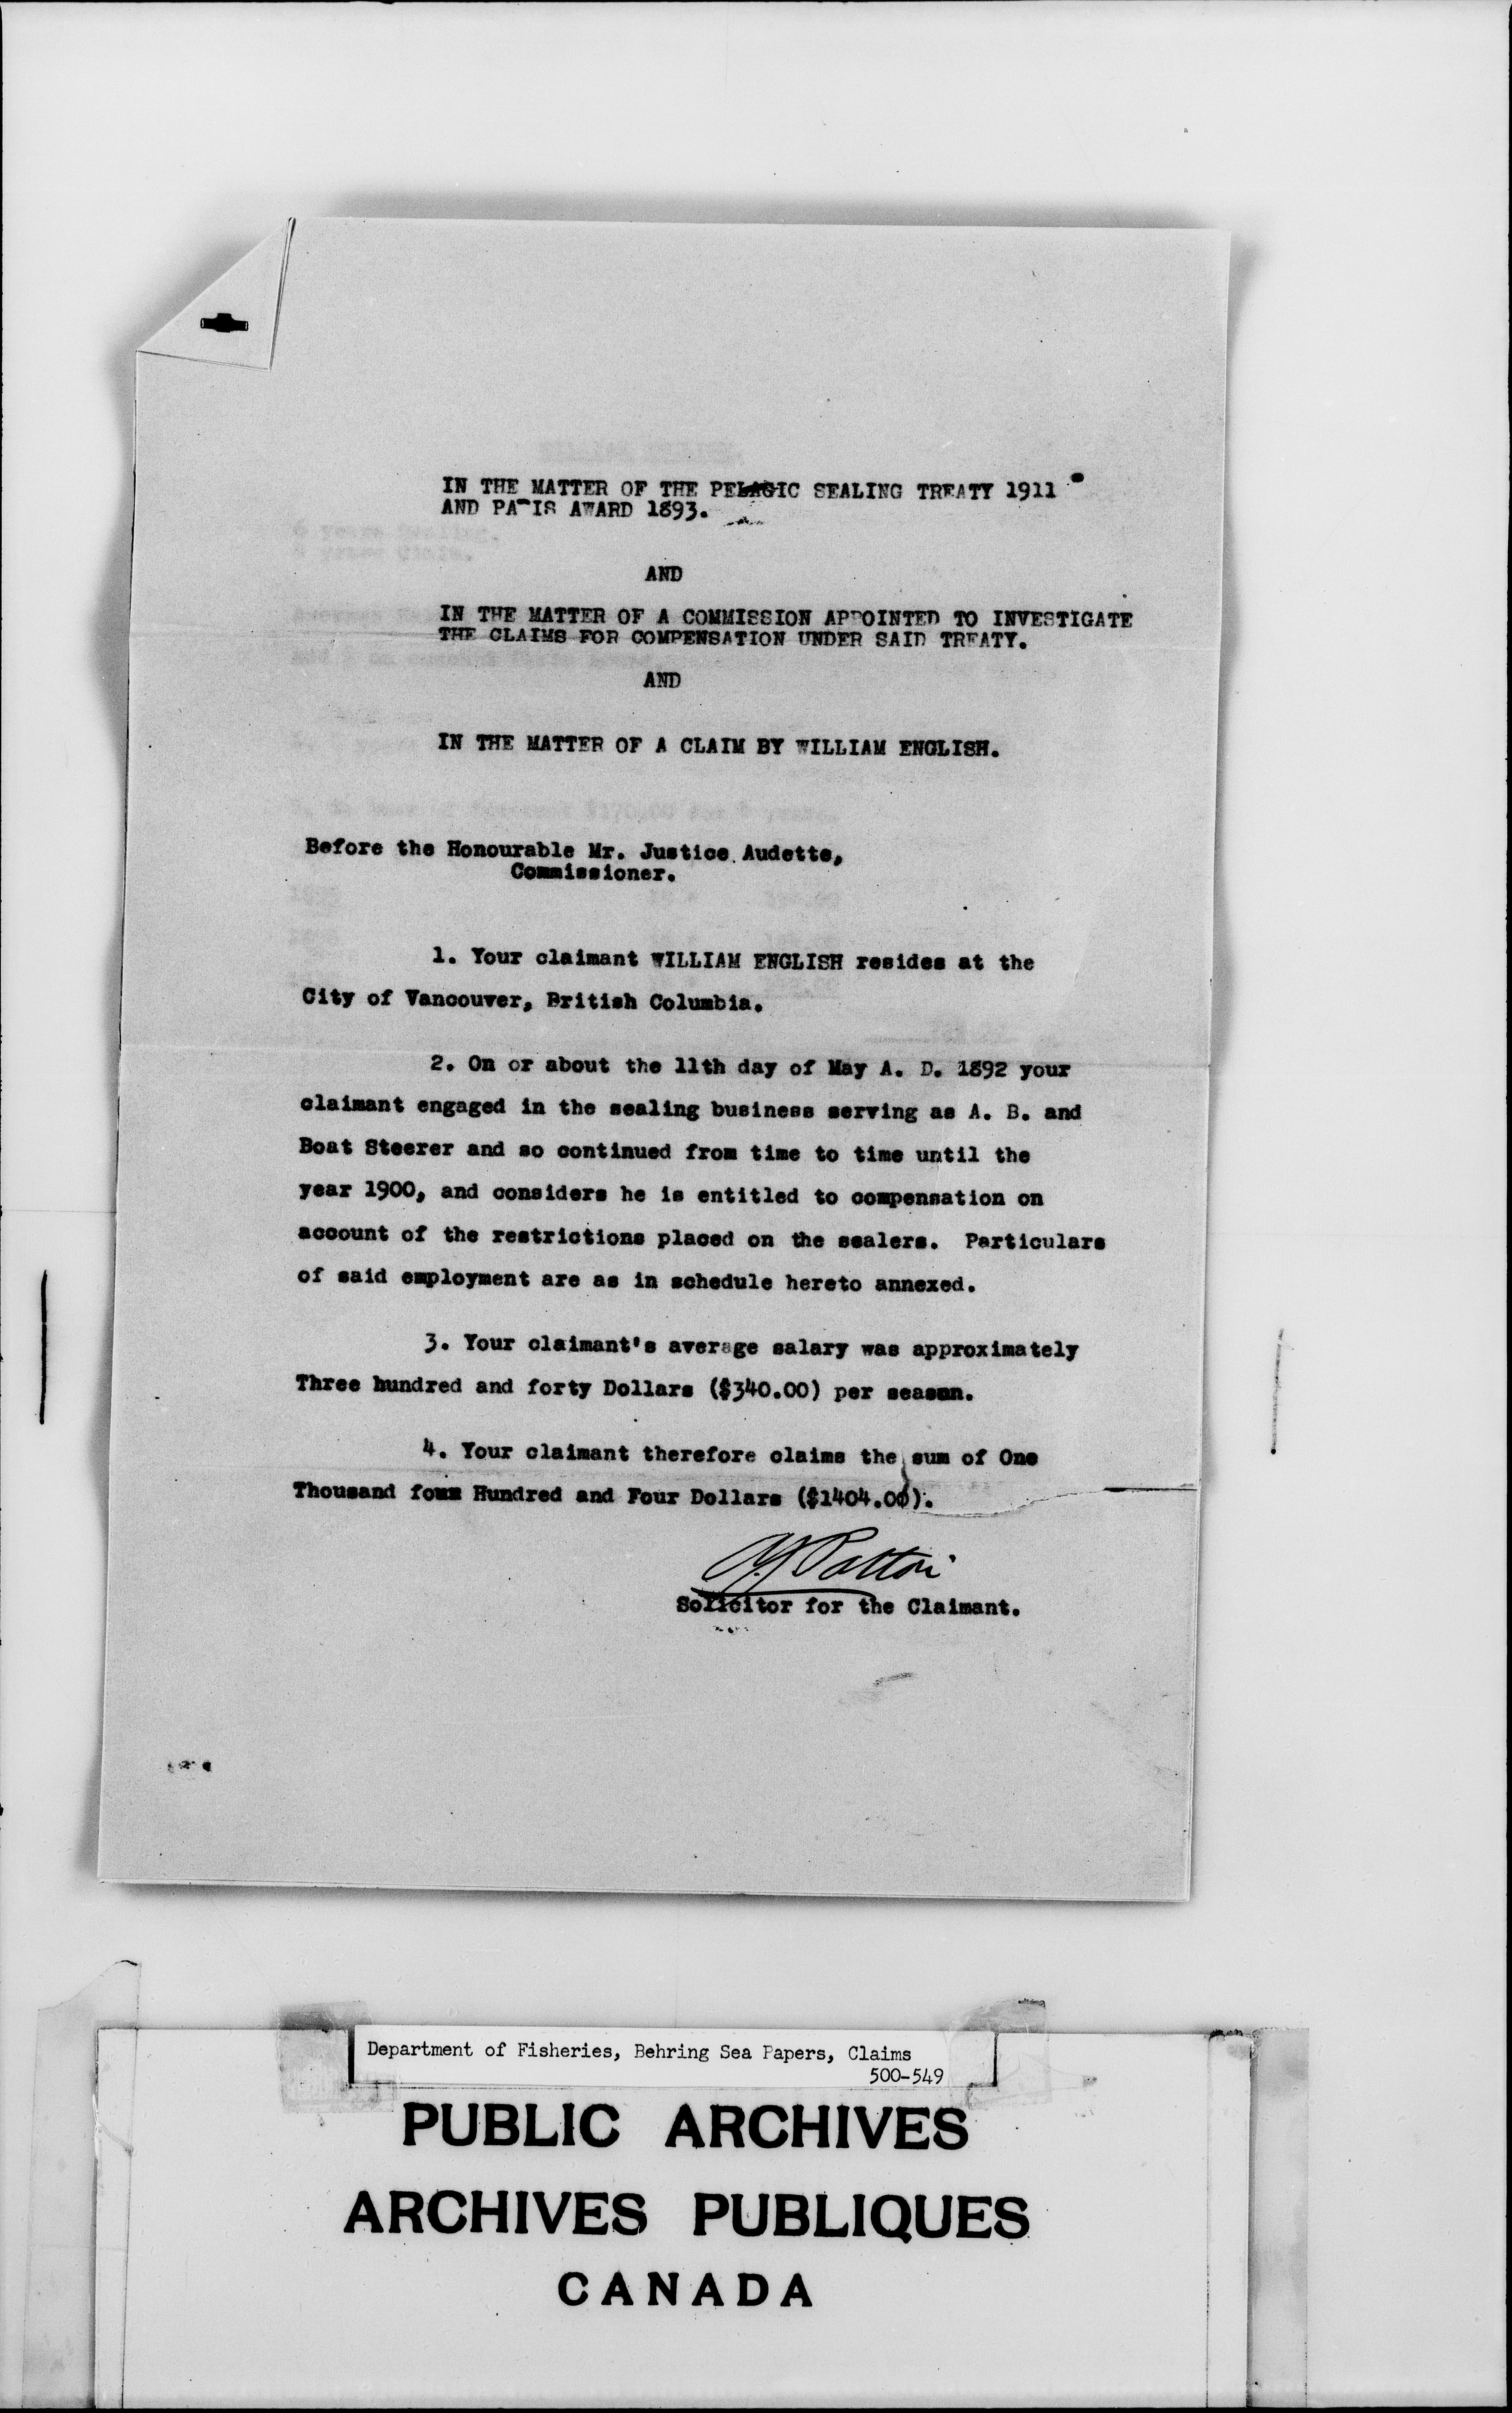 IN THE MATTER OF THE PELAGIC SEALING TREATY 1911
AND PARIS AWARD 1893.
AND
IN THE MATTER OF A COMMISSION APPOINTED TO INVESTIGATE
THE CLAIMS FOR COMPENSATION UNDER SAID TREATY.
AND
IN THE MATTER OF A CLAIM BY WILLIAM ENGLISH.
Before the Honourable Mr. Justice Audette,
Commissioner.
1. Your claimant WILLIAM ENGLISH resides at the
City of Vancouver, British Columbia.
2. On or about the 11th day of May A. D. 1892 your
claimant engaged in the sealing business serving as A. B. and
Boat Steerer and so continued from time to time until the
year 1900, and considers he is entitled to compensation on
account of the restrictions placed on the sealers. Particulars
of said employment are as in schedule hereto annexed.
3. Your claimant's average salary was approximately
Three hundred and forty Dollars ($340.00) per season.
4. Your claimant therefore claims the sum of One
Thousand four Hundred and Four Dollars ($1404.00).
Solicitor for the Claimant.
Department of Fisheries, Behring Sea Papers, Claims
500-549
PUBLIC ARCHIVES
ARCHIVES PUBLIQUES
CANADA